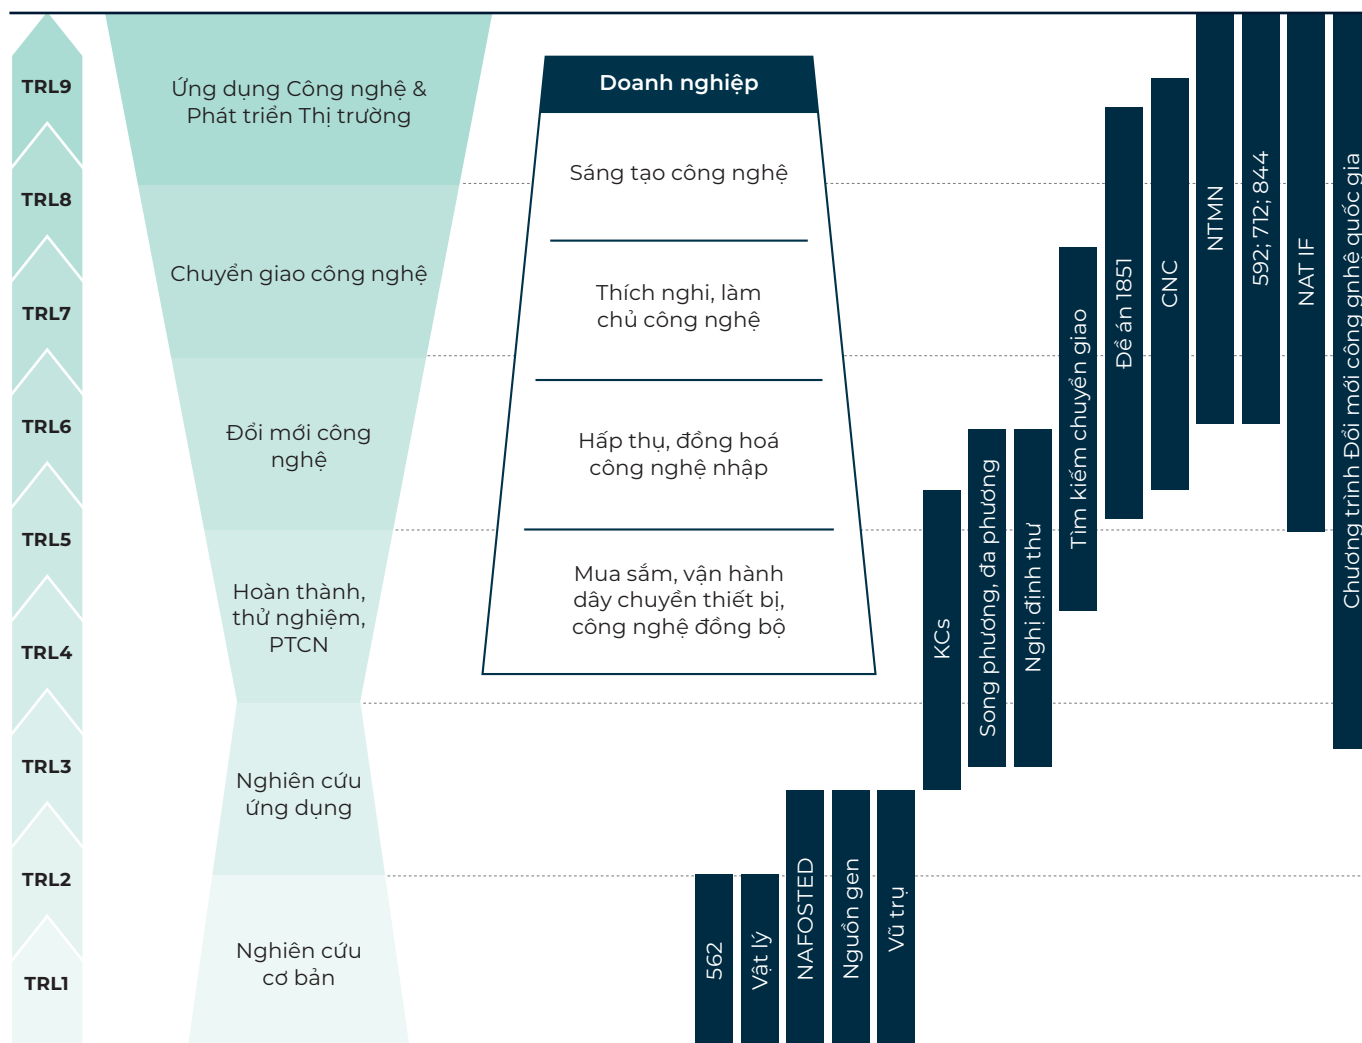 TRL9
TRL8
TRL7
TRL6
TRL5
TRL4
TRL3
TRL2
TRL1
Ứng dụng Công nghệ &
Phát triển Thị trường
Chuyển giao công nghệ
Đổi mới công
nghệ
Hoàn thành,
thử nghiệm,
PTCN
Nghiên cứu
ứng dụng
Nghiên cứu
cơ bản
Doanh nghiệp
Sáng tạo công nghệ
Thích nghi, làm
chủ công nghệ
Hấp thụ, đồng hoá
công nghệ nhập
Mua sắm, vận hành
dây chuyền thiết bị,
công nghệ đồng bộ
562
Vật lý
NAFOSTED
Nguồn gen
Vũ trụ
KCs
Song phương, đa phương
Nghị định thư
Tìm kiếm chuyển giao
Đề án 1851
CNC
NTMN
592; 712; 844
NAT IF
Chương trình Đổi mới công gnhệ quốc gia